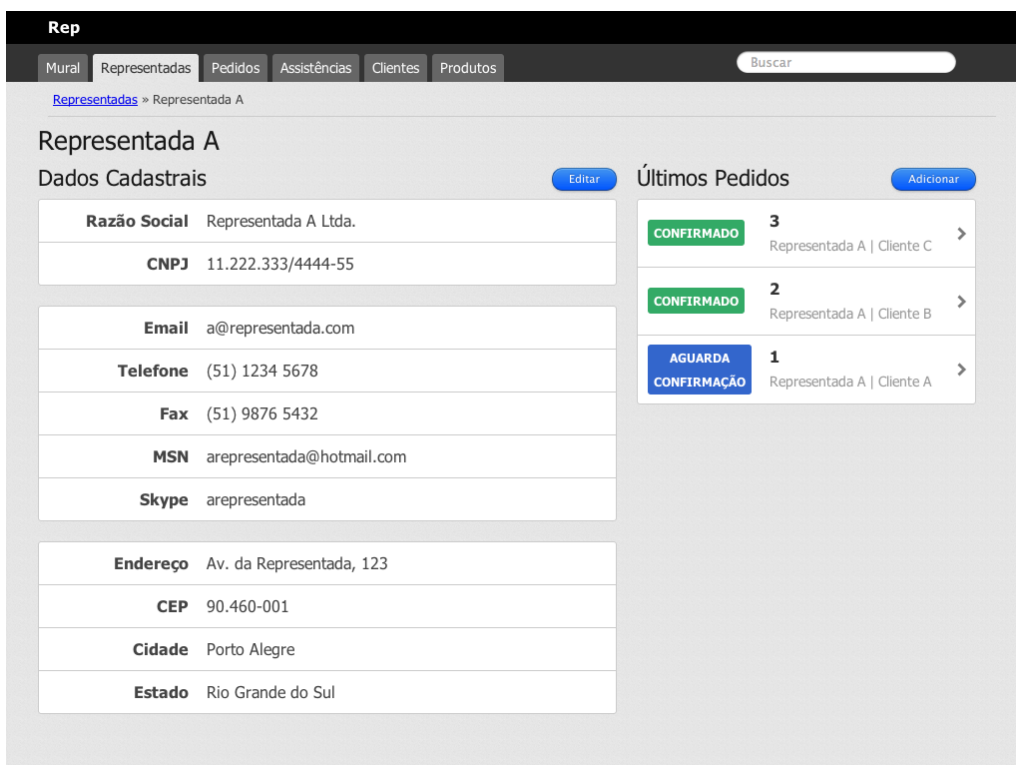 Rep
Mural Representadas Pedidos Assistências Clientes Produtos Buscar
Representadas » Representada A
Representada A
Dados Cadastrais Editar
Razão Social Representada A Ltda.
CNPJ 11.222.333/4444-55
Email a@representada.com
Telefone (51) 1234 5678
Fax (51) 9876 5432
MSN arepresentada@hotmail.com
Skype arepresentada
Endereço Av. da Representada, 123
CEP 90.460-001
Cidade Porto Alegre
Estado Rio Grande do Sul
Últimos Pedidos Adicionar
CONFIRMADO 3
Representada A | Cliente C
CONFIRMADO 2
Representada A | Cliente B
AGUARDA 1
CONFIRMAÇÃO Representada A | Cliente A